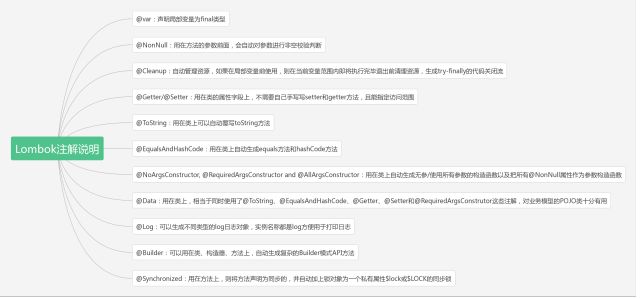 @var：声明局部变量为final类型
@NonNull：用在方法的参数前面，会自动对参数进行非空校验判断
@Cleanup：自动管理资源，如果在局部变量前使用，则在当前变量范围内即将执行完毕退出前清理资源，生成try-finally的代码关闭流
@Getter/@Setter：用在类的属性字段上，不需要自己手写写setter和getter方法，且能指定访问范围
@ToString：用在类上可以自动覆写toString方法
Lombok注解说明
@EqualsAndHashCode：用在类上自动生成equals方法和hashCode方法
@NoArgsConstructor, @RequiredArgsConstructor and @AllArgsConstructor：用在类上自动生成无参/使用所有参数的构造函数以及把所有@NonNull属性作为参数构造函数
@Data：用在类上，相当于同时使用了@ToString、@EqualsAndHashCode、@Getter、@Setter和@RequiredArgsConstrutor这些注解，对业务模型的POJO类十分有用
@Log：可以生成不同类型的log日志对象，实例名称都是log方便用于打印日志
@Builder：可以用在类、构造器、方法上，自动生成复杂的Builder模式API方法
@Synchronized：用在方法上，则将方法声明为同步的，并自动加上锁对象为一个私有属性$lock或$LOCK的同步锁